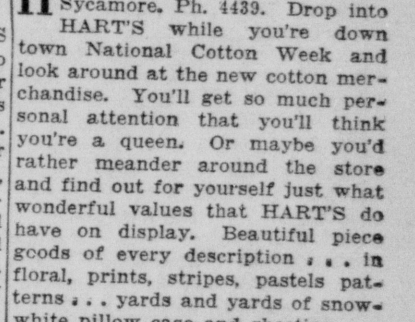 Sycamore. Ph. 4439. Drop into
HART'S while you're down
town National Cotton Week and
look around at the new cotton mer-
chandise. You'll get so much per-
sonal attention that you'll think
you're a queen. Or maybe you'd
rather meander around the store
and find out for yourself just what
wonderful values that HART'S do
have on display. Beautiful piece
goods of every description . . . in
floral, prints, stripes, pastels pat-
terns . . . yards and yards of snow-
white pillow case and